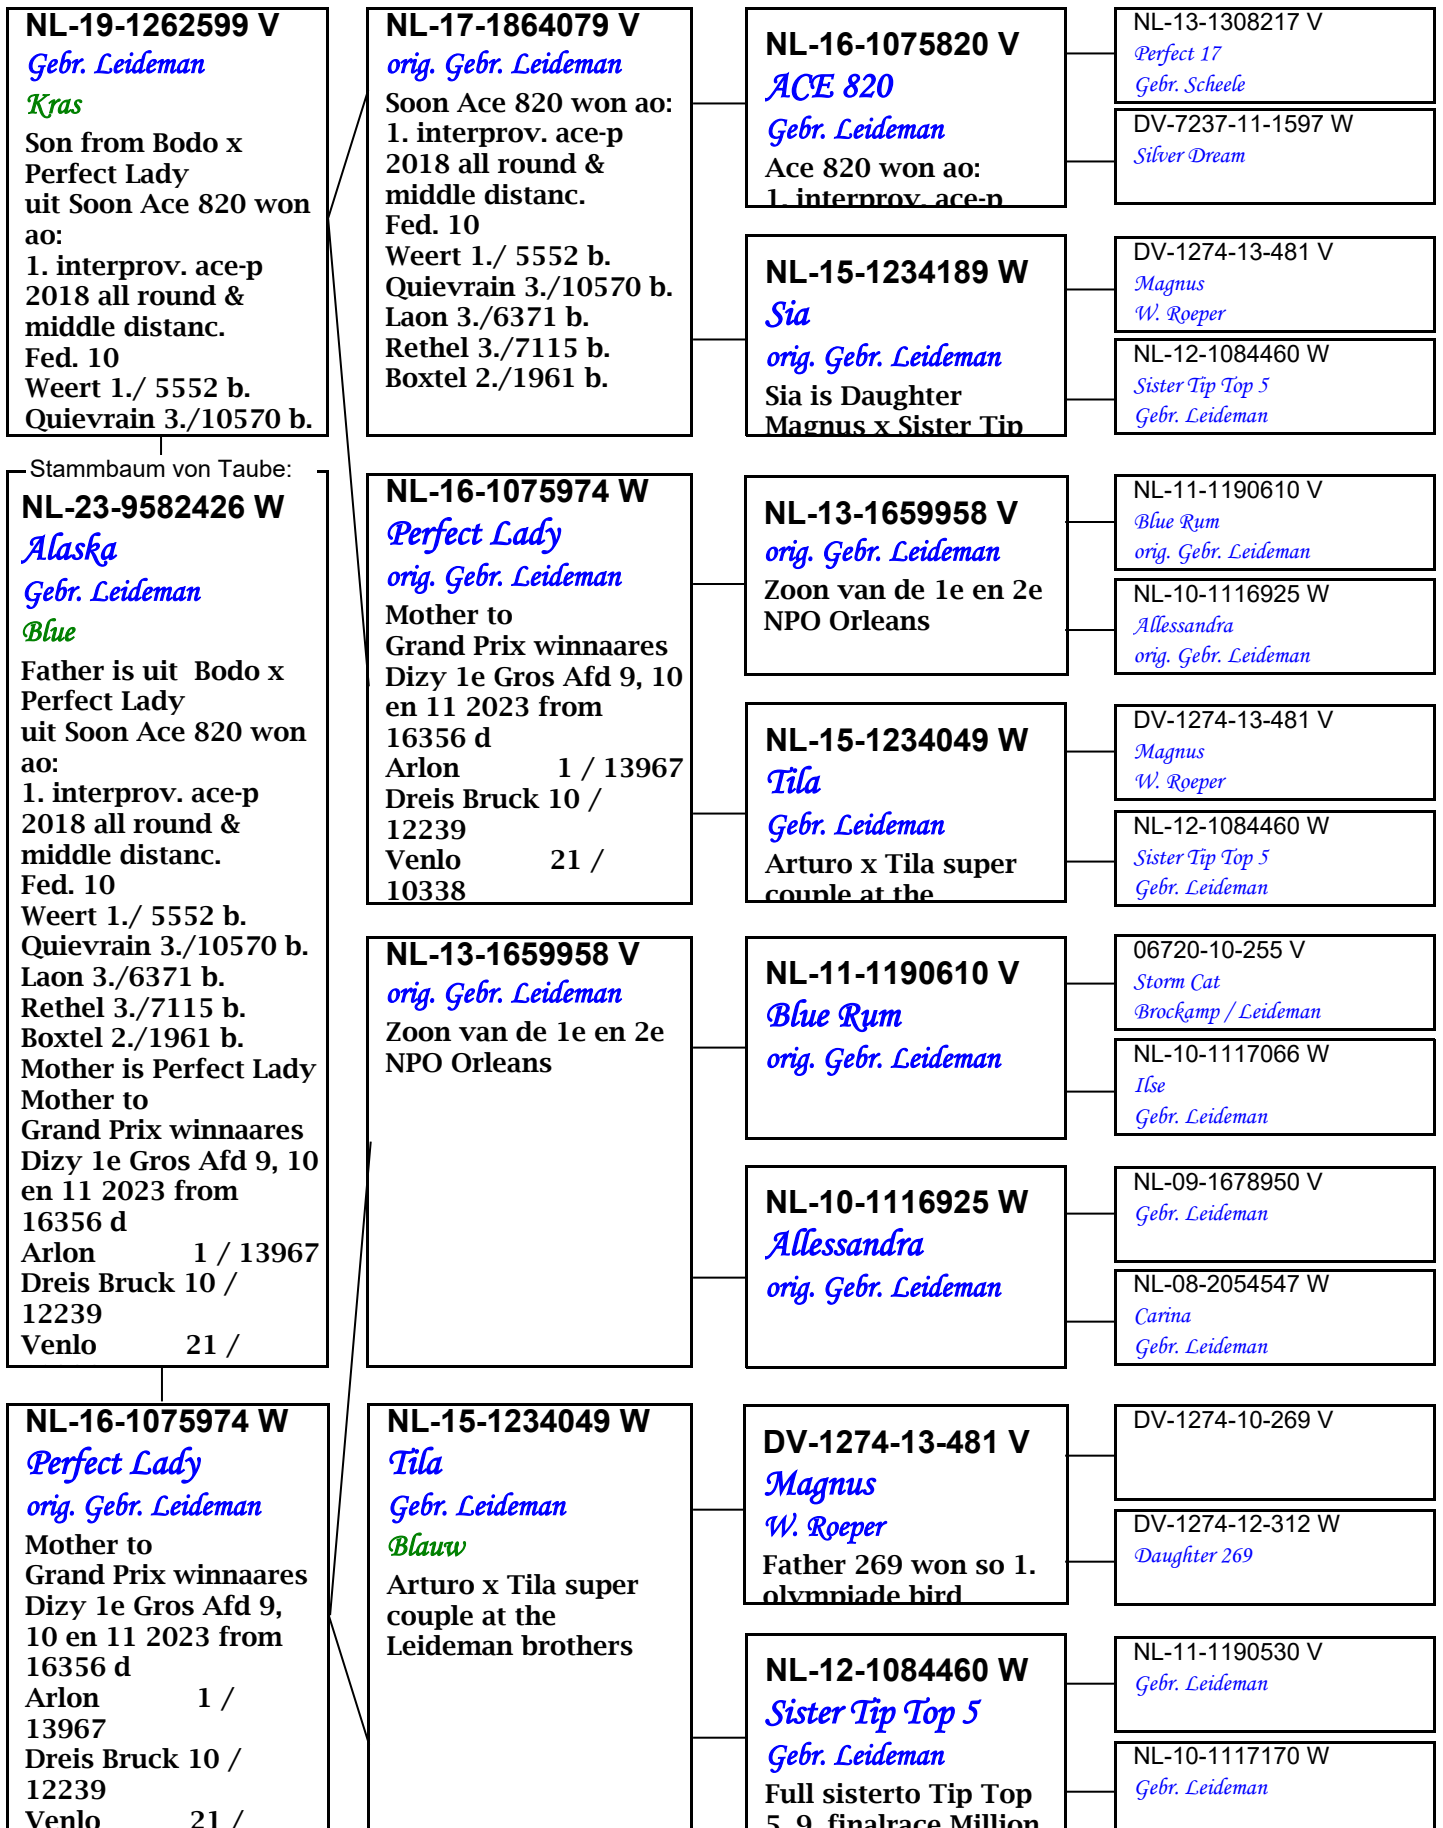 NL-19-1262599 V
Gebr. Leideman
Kras
Son from Bodo x
Perfect Lady
uit Soon Ace 820 won
ao:
1. interprov. ace-p
2018 all round &
middle distanc.
Fed. 10
Weert 1./ 5552 b.
Quievrain 3./10570 b.
Stammbaum von Taube:
NL-23-9582426 W
Alaska
Gebr. Leideman
Blue
Father is uit  Bodo x
Perfect Lady
uit Soon Ace 820 won
ao:
1. interprov. ace-p
2018 all round &
middle distanc.
Fed. 10
Weert 1./ 5552 b.
Quievrain 3./10570 b.
Laon 3./6371 b.
Rethel 3./7115 b.
Boxtel 2./1961 b.
Mother is Perfect Lady
Mother to
Grand Prix winnaares
Dizy 1e Gros Afd 9, 10
en 11 2023 from
16356 d
Arlon 1 / 13967
Dreis Bruck 10 /
12239
Venlo 21 /
NL-16-1075974 W
Perfect Lady
orig. Gebr. Leideman
Mother to
Grand Prix winnaares
Dizy 1e Gros Afd 9,
10 en 11 2023 from
16356 d
Arlon 1 /
13967
Dreis Bruck 10 /
12239
Venlo 21 /
NL-17-1864079 V
orig. Gebr. Leideman
Soon Ace 820 won ao:
1. interprov. ace-p
2018 all round &
middle distanc.
Fed. 10
Weert 1./ 5552 b.
Quievrain 3./10570 b.
Laon 3./6371 b.
Rethel 3./7115 b.
Boxtel 2./1961 b.
NL-16-1075974 W
Perfect Lady
orig. Gebr. Leideman
Mother to
Grand Prix winnaares
Dizy 1e Gros Afd 9, 10
en 11 2023 from
16356 d
Arlon 1 / 13967
Dreis Bruck 10 /
12239
Venlo 21 /
10338
NL-13-1659958 V
orig. Gebr. Leideman
Zoon van de 1e en 2e
NPO Orleans
NL-15-1234049 W
Tila
Gebr. Leideman
Blauw
Arturo x Tila super
couple at the
Leideman brothers
NL-16-1075820 V
ACE 820
Gebr. Leideman
Ace 820 won ao:
1. interprov. ace-p
NL-15-1234189 W
Sia
orig. Gebr. Leideman
Sia is Daughter
Magnus x Sister Tip
NL-13-1659958 V
orig. Gebr. Leideman
Zoon van de 1e en 2e
NPO Orleans
NL-15-1234049 W
Tila
Gebr. Leideman
Arturo x Tila super
couple at the
NL-11-1190610 V
Blue Rum
orig. Gebr. Leideman
NL-10-1116925 W
Allessandra
orig. Gebr. Leideman
DV-1274-13-481 V
Magnus
W. Roeper
Father 269 won so 1.
olympiade bird
NL-12-1084460 W
Sister Tip Top 5
Gebr. Leideman
Full sisterto Tip Top
5, 9. finalrace Million
NL-13-1308217 V
Perfect 17
Gebr. Scheele
DV-7237-11-1597 W
Silver Dream
DV-1274-13-481 V
Magnus
W. Roeper
NL-12-1084460 W
Sister Tip Top 5
Gebr. Leideman
NL-11-1190610 V
Blue Rum
orig. Gebr. Leideman
NL-10-1116925 W
Allessandra
orig. Gebr. Leideman
DV-1274-13-481 V
Magnus
W. Roeper
NL-12-1084460 W
Sister Tip Top 5
Gebr. Leideman
06720-10-255 V
Storm Cat
Brockamp / Leideman
NL-10-1117066 W
Ilse
Gebr. Leideman
NL-09-1678950 V
Gebr. Leideman
NL-08-2054547 W
Carina
Gebr. Leideman
DV-1274-10-269 V
DV-1274-12-312 W
Daughter 269
NL-11-1190530 V
Gebr. Leideman
NL-10-1117170 W
Gebr. Leideman